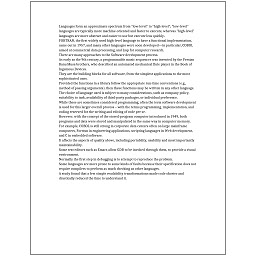 Languages form an approximate spectrum from "low-level" to "high-level"; "low-level"
languages are typically more machine-oriented and faster to execute, whereas "high-level"
languages are more abstract and easier to use but execute less quickly.
FORTRAN, the first widely used high-level language to have a functional implementation,
came out in 1957, and many other languages were soon developed—in particular, COBOL
aimed at commercial data processing, and Lisp for computer research.
There are many approaches to the Software development process.
As early as the 9th century, a programmable music sequencer was invented by the Persian
Banu Musa brothers, who described an automated mechanical flute player in the Book of
Ingenious Devices.
They are the building blocks for all software, from the simplest applications to the most
sophisticated ones.
Provided the functions in a library follow the appropriate run-time conventions (e.g.,
method of passing arguments), then these functions may be written in any other language.
The choice of language used is subject to many considerations, such as company policy,
suitability to task, availability of third-party packages, or individual preference.
While these are sometimes considered programming, often the term software development
is used for this larger overall process – with the terms programming, implementation, and
coding reserved for the writing and editing of code per se.
However, with the concept of the stored-program computer introduced in 1949, both
programs and data were stored and manipulated in the same way in computer memory.
For example, COBOL is still strong in corporate data centers often on large mainframe
computers, Fortran in engineering applications, scripting languages in Web development,
and C in embedded software.
It affects the aspects of quality above, including portability, usability and most importantly
maintainability.
Some text editors such as Emacs allow GDB to be invoked through them, to provide a visual
environment.
Normally the first step in debugging is to attempt to reproduce the problem.
Some languages are more prone to some kinds of faults because their specification does not
require compilers to perform as much checking as other languages.
A study found that a few simple readability transformations made code shorter and
drastically reduced the time to understand it.